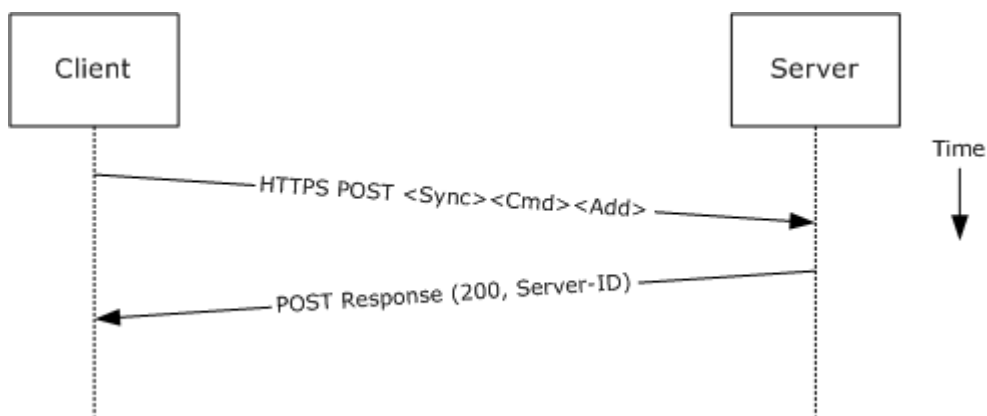 Client
Server
Time
HTTPS POST <Sync><Cmd><Add>
POST Response (200, Server-ID)